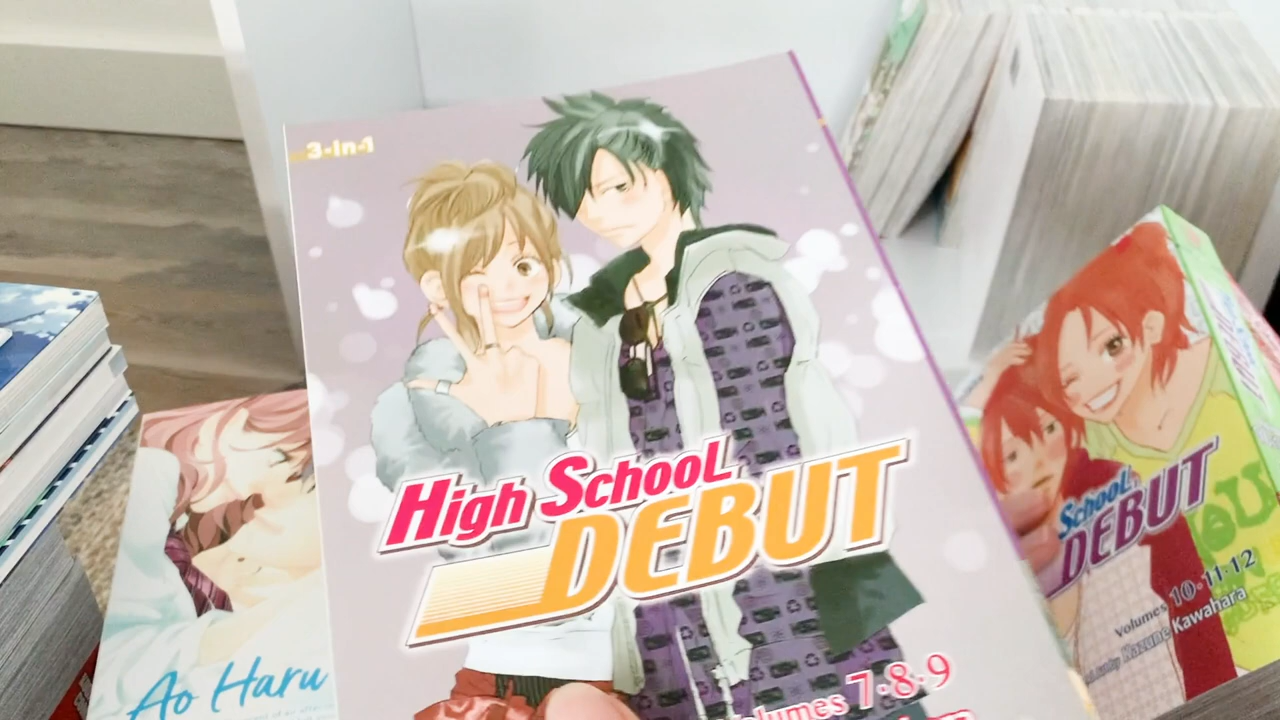 3-in-1
High School
DEBUT
Volumes 7·8·9
Ao Haru
School
DEBUT
Volumes 10·11·12
Kazune Kawahara